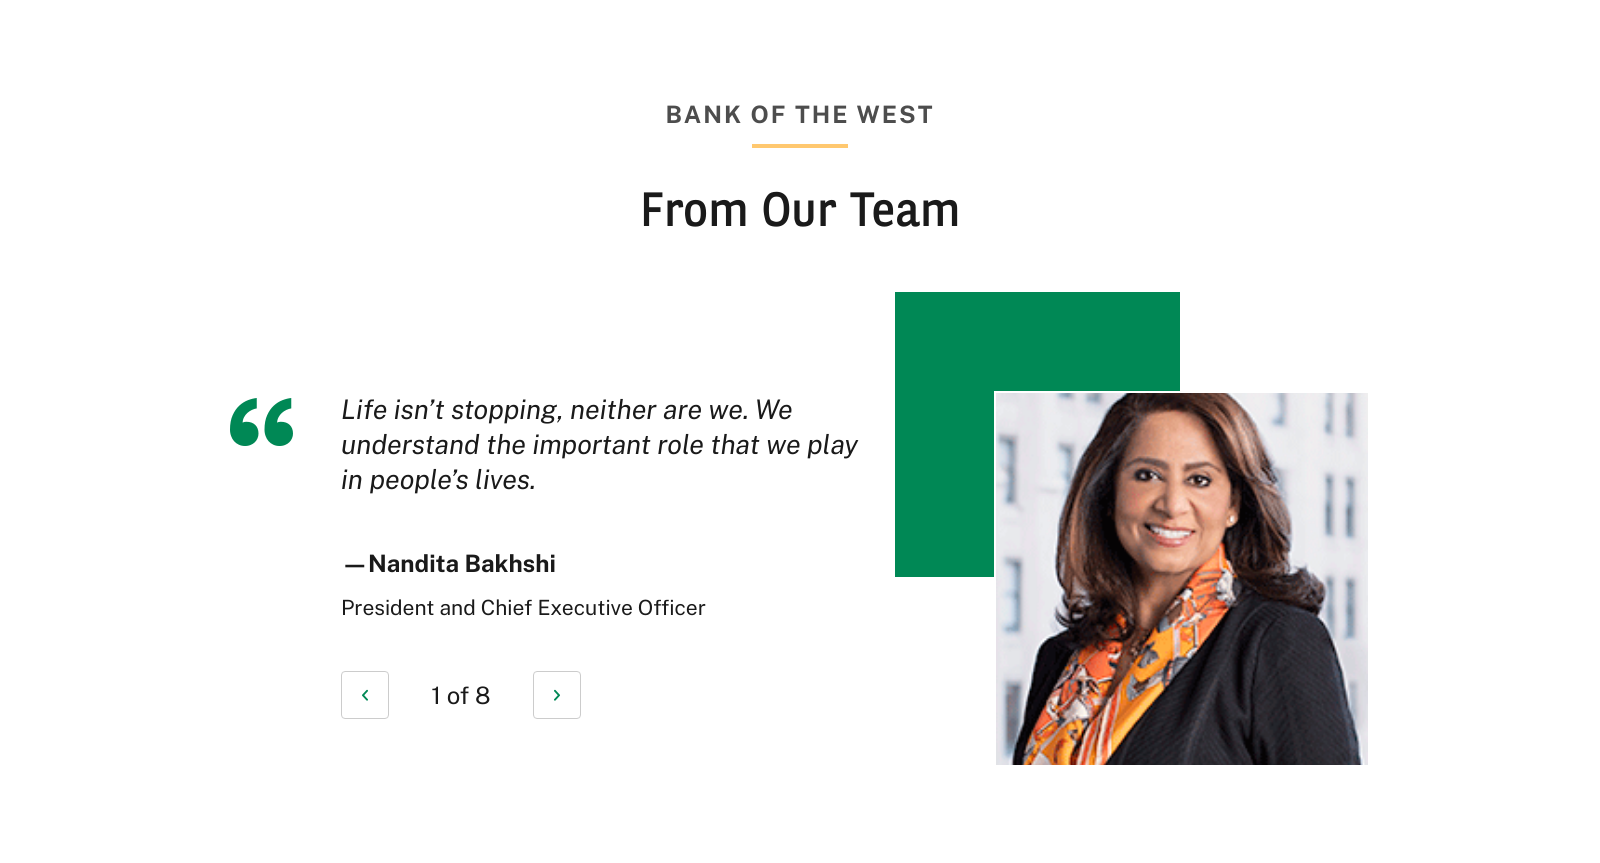 BANK OF THE WEST
From Our Team
Life isn’t stopping, neither are we. We
understand the important role that we play
in people’s lives.
—Nandita Bakhshi
President and Chief Executive Officer
1 of 8